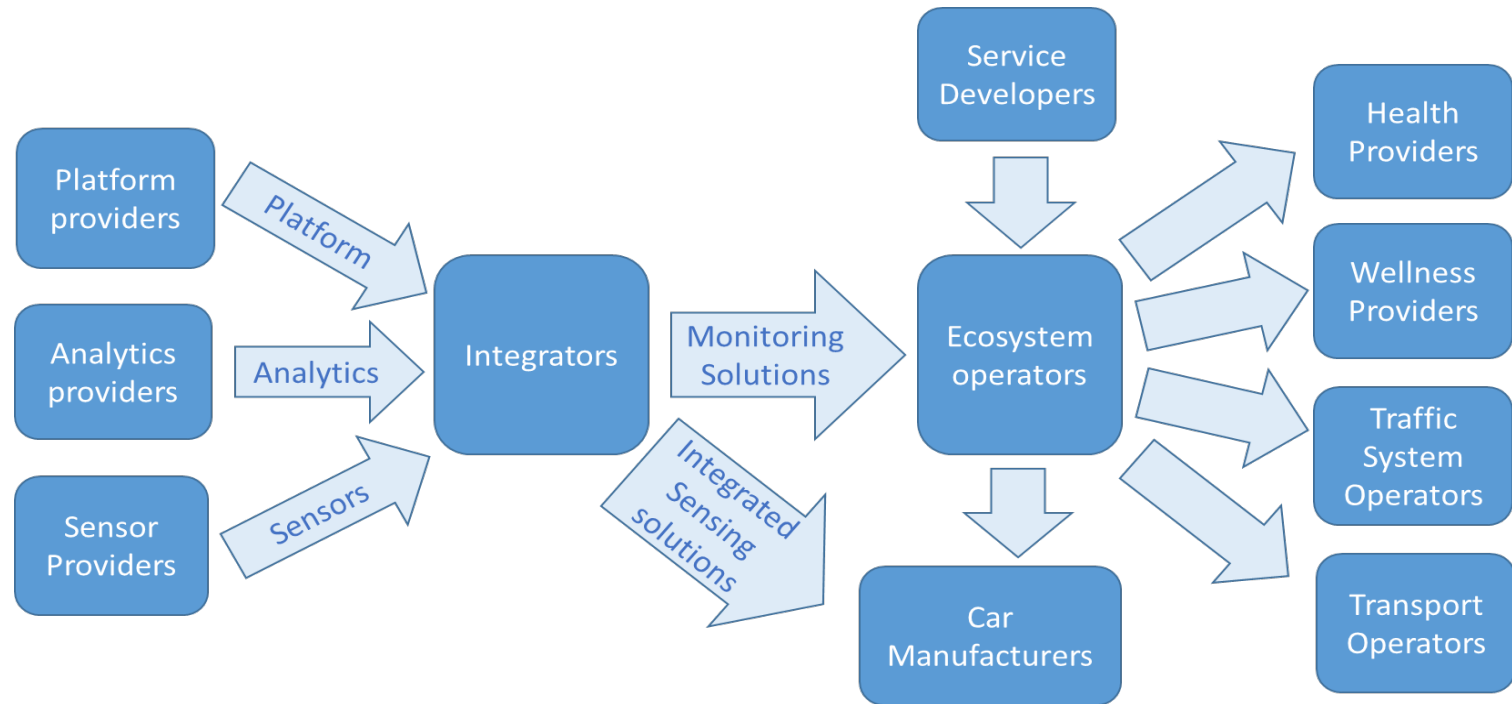 Platform
providers
Platform
Analytics
providers
Analytics
Sensor
Providers
Sensors
Integrators
Monitoring
Solutions
Integrated
Sensing
solutions
Service
Developers
Ecosystem
operators
Car
Manufacturers
Health
Providers
Wellness
Providers
Traffic
System
Operators
Transport
Operators